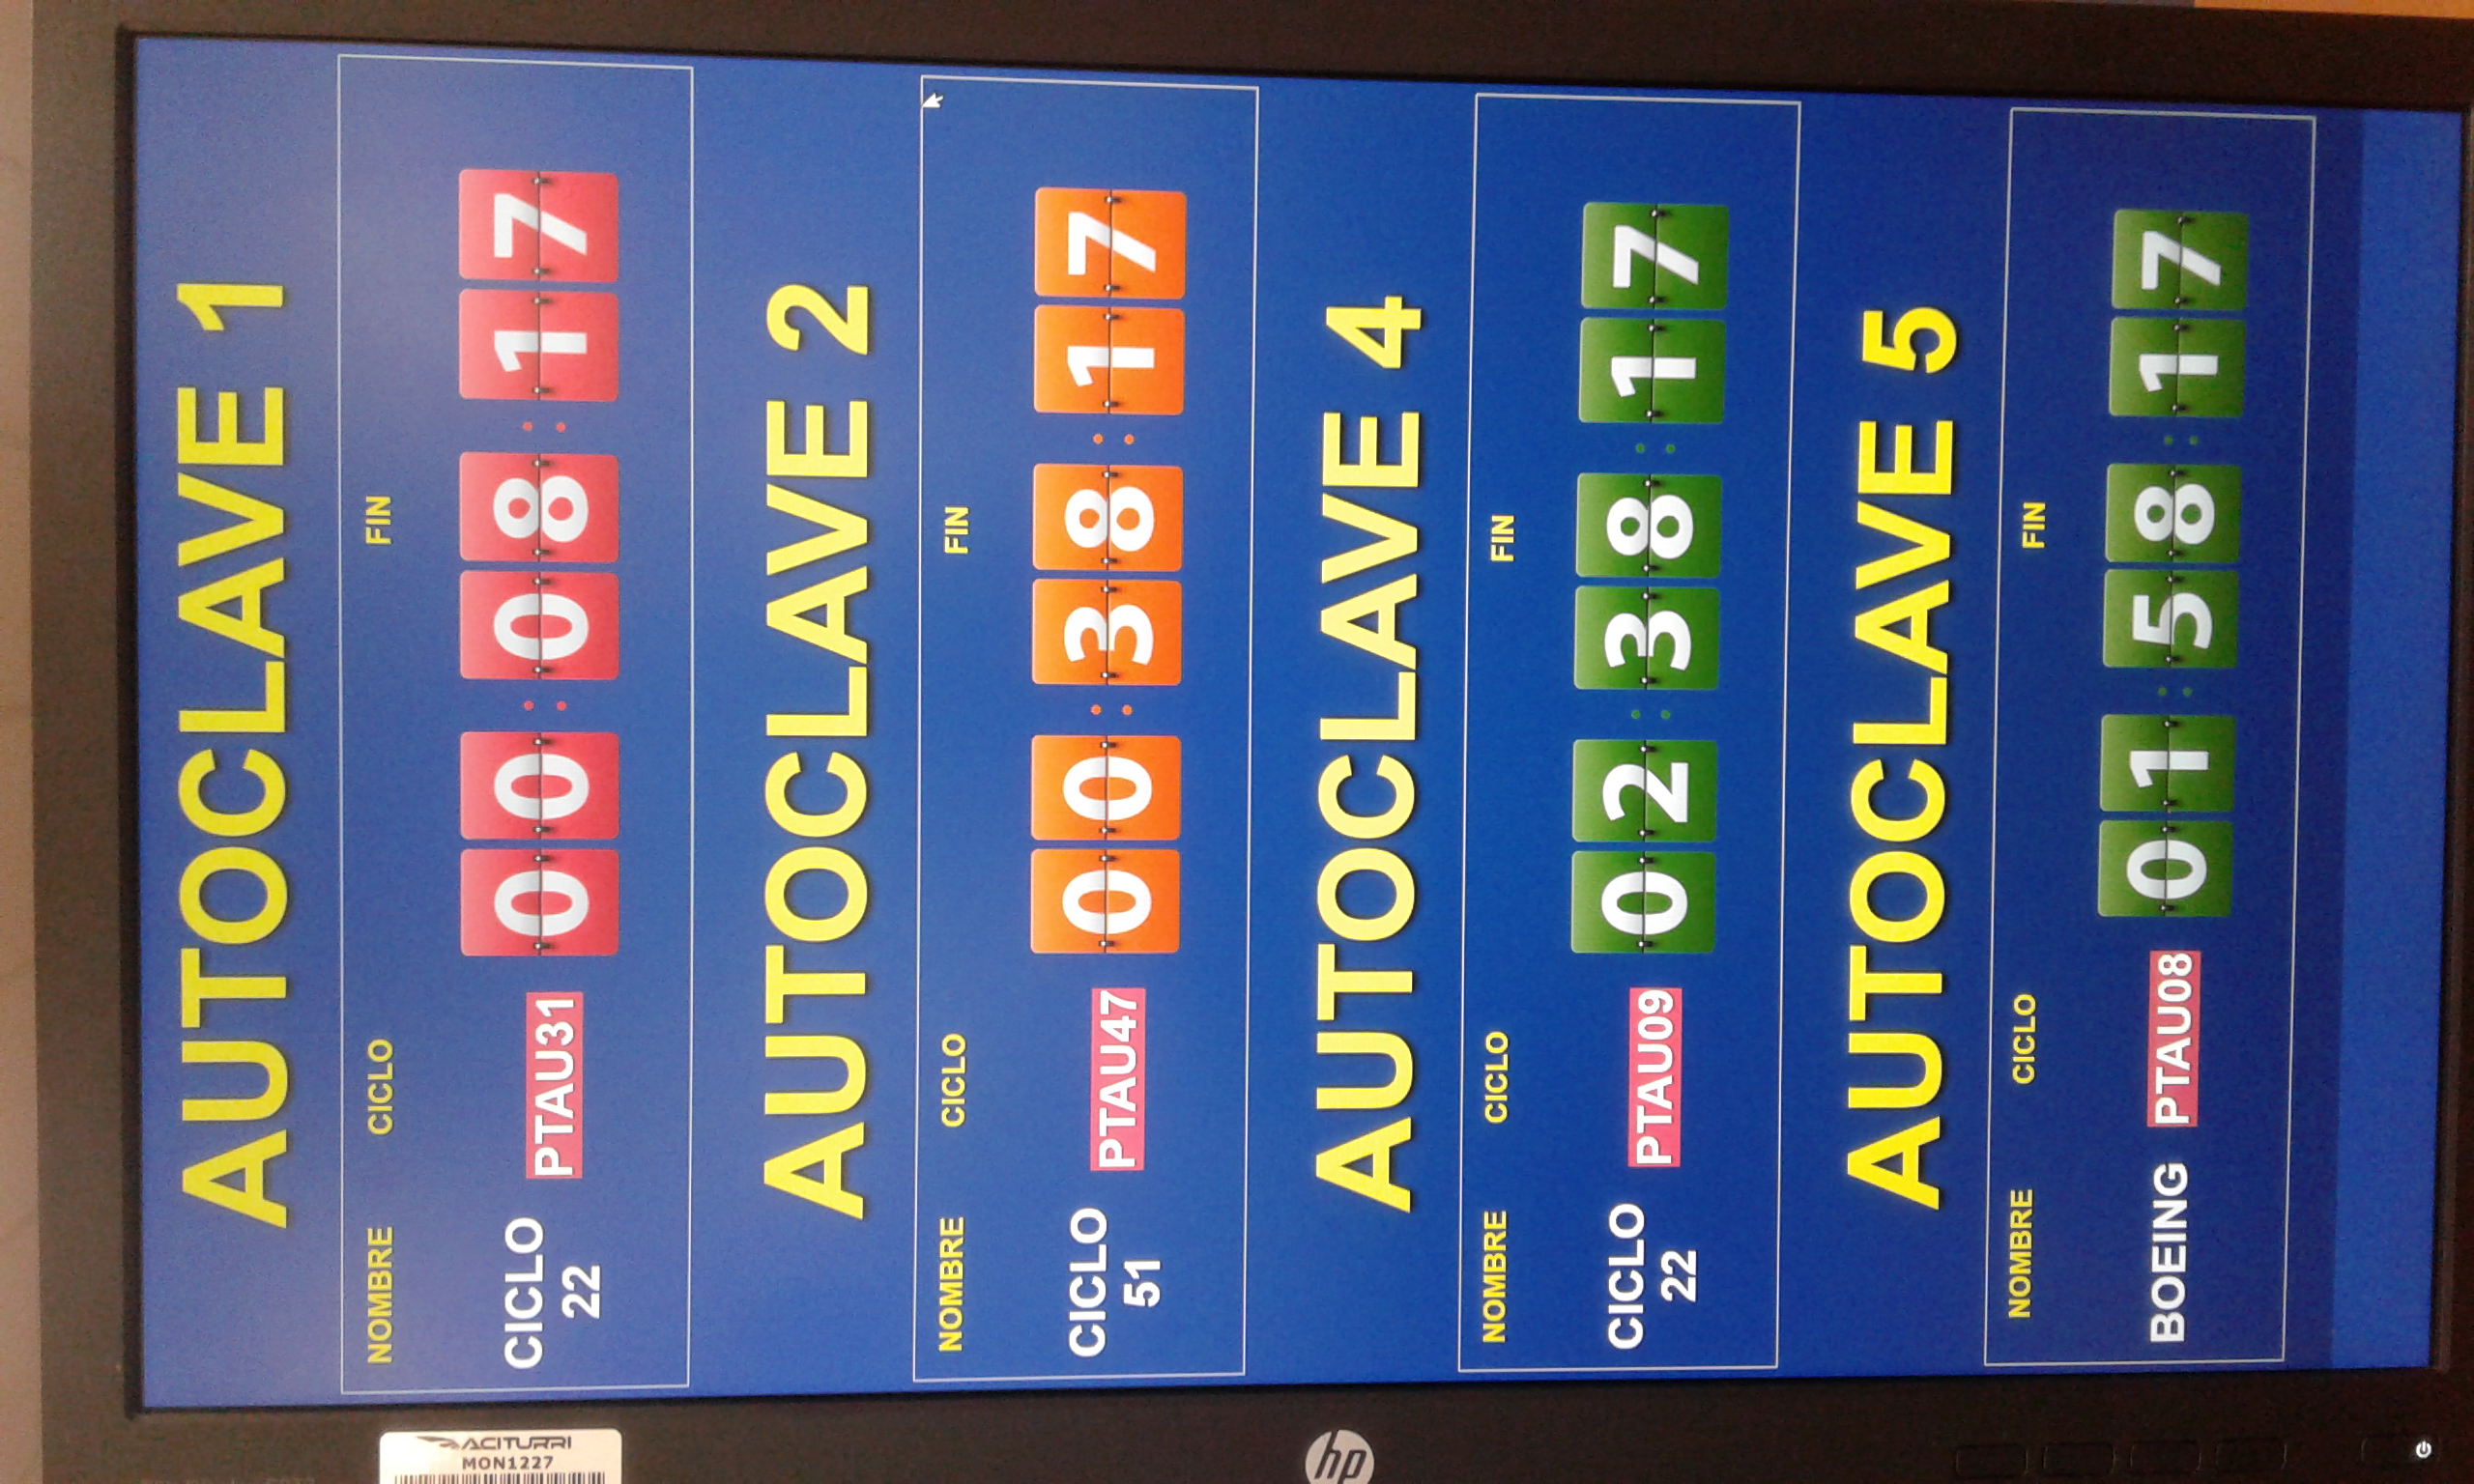 AUTOCLAVE 1
NOMBRE CICLO FIN
CICLO
22
PTAU31 00:08:17
AUTOCLAVE 2
NOMBRE CICLO FIN
CICLO
51
PTAU47 00:38:17
AUTOCLAVE 4
NOMBRE CICLO FIN
CICLO
22
PTAU09 02:38:17
AUTOCLAVE 5
NOMBRE CICLO FIN
BOEING PTAU08 01:58:17
ACITURRI
MON1227
hp